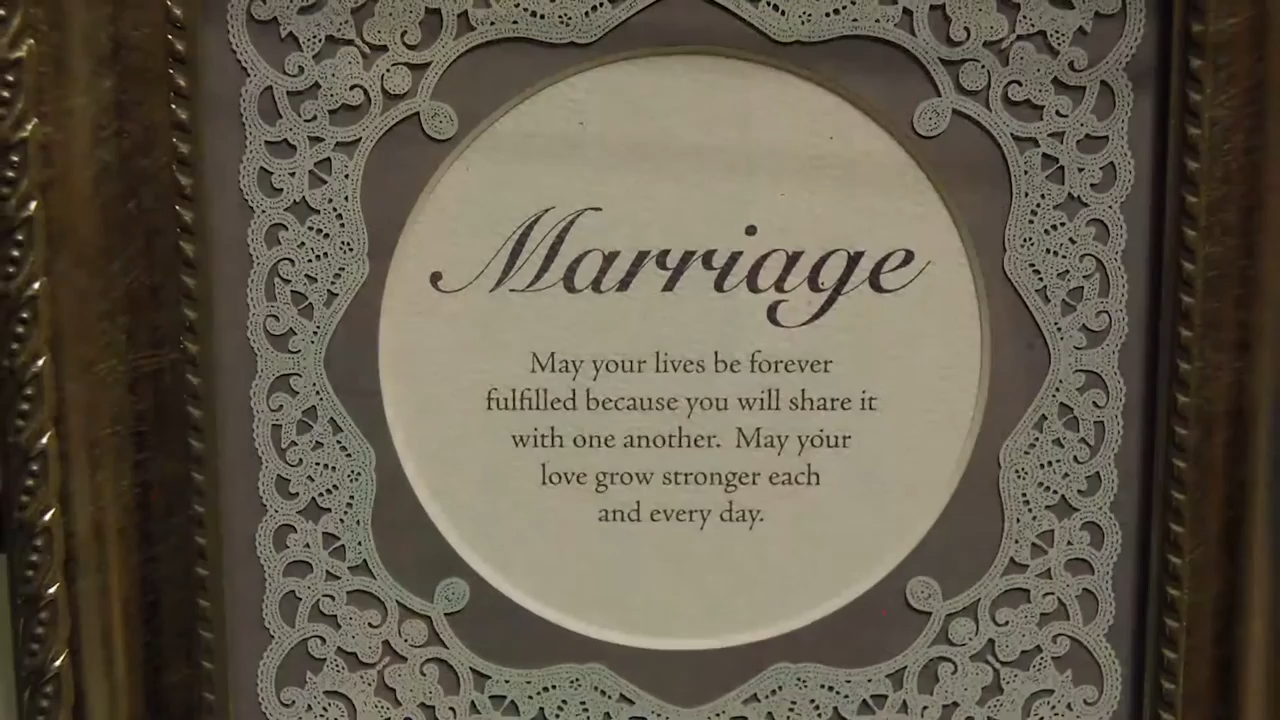 Marriage
May your lives be forever
fulfilled because you will share it
with one another.  May your
love grow stronger each
and every day.